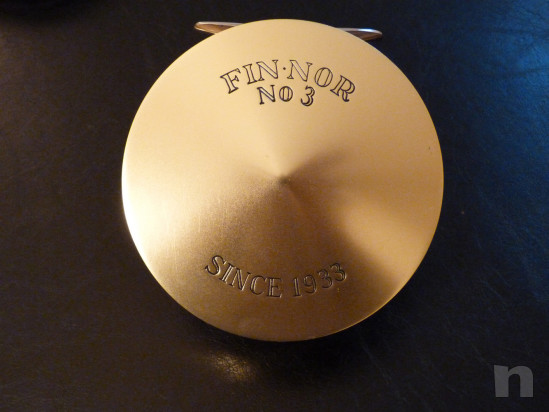 FIN·NOR
NO 3
SINCE 1933
n